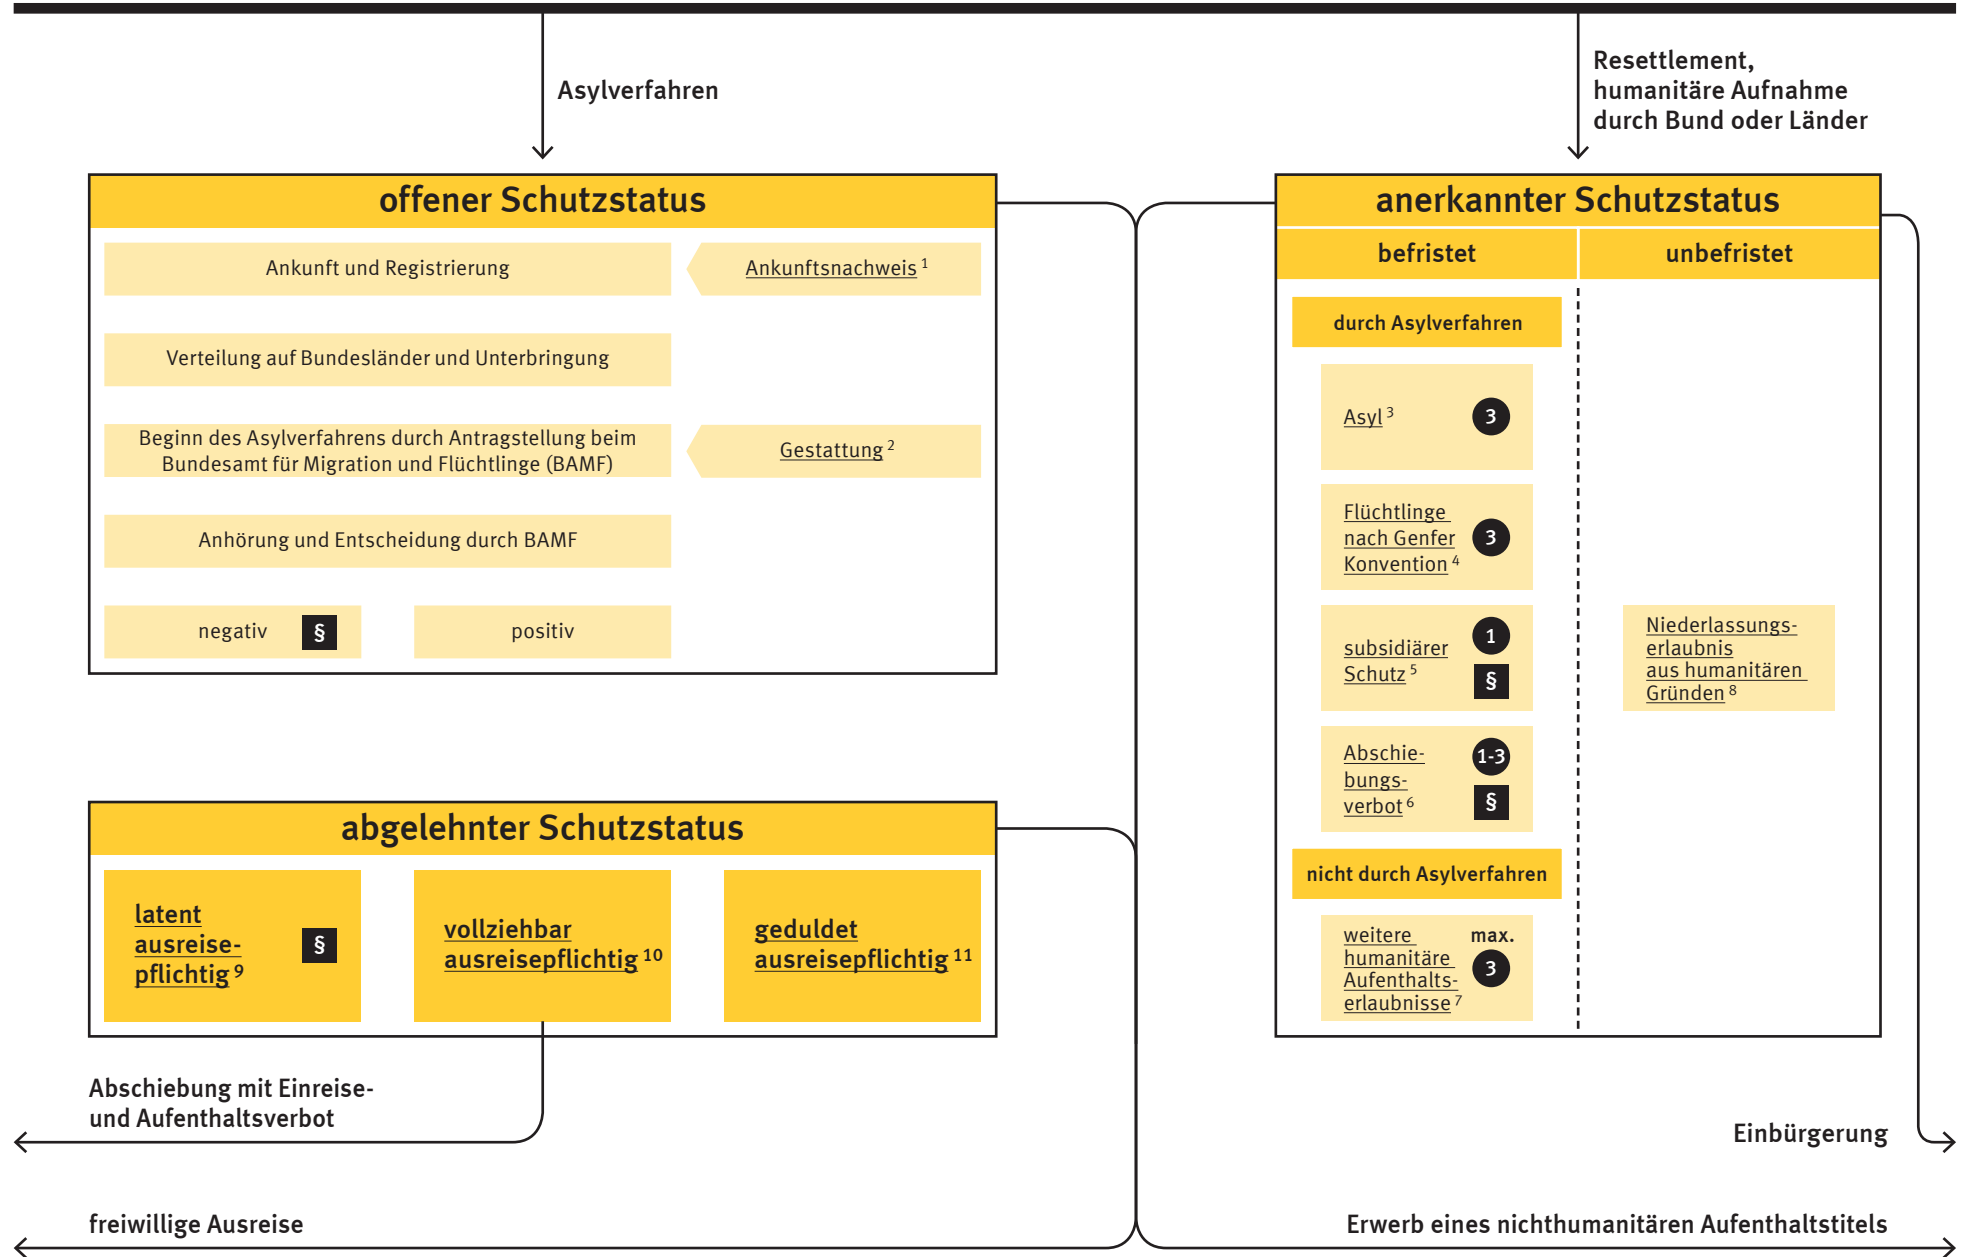 Asylverfahren
Resettlement,
humanitäre Aufnahme
durch Bund oder Länder
offener Schutzstatus
Ankunft und Registrierung
Ankunftsnachweis 1
Verteilung auf Bundesländer und Unterbringung
Beginn des Asylverfahrens durch Antragstellung beim
Bundesamt für Migration und Flüchtlinge (BAMF)
Gestattung 2
Anhörung und Entscheidung durch BAMF
negativ §
positiv
abgelehnter Schutzstatus
latent
ausreise-
pflichtig 9
§
vollziehbar
ausreisepflichtig 10
geduldet
ausreisepflichtig 11
Abschiebung mit Einreise-
und Aufenthaltsverbot
freiwillige Ausreise
anerkannter Schutzstatus
befristet
unbefristet
durch Asylverfahren
Asyl 3
3
Flüchtlinge
nach Genfer
Konvention 4
3
subsidiärer
Schutz 5
1
§
Abschie-
bungs-
verbot 6
1-3
§
nicht durch Asylverfahren
weitere
humanitäre
Aufenthalts-
erlaubnisse 7
max.
3
Niederlassungs-
erlaubnis
aus humanitären
Gründen 8
Einbürgerung
Erwerb eines nichthumanitären Aufenthaltstitels